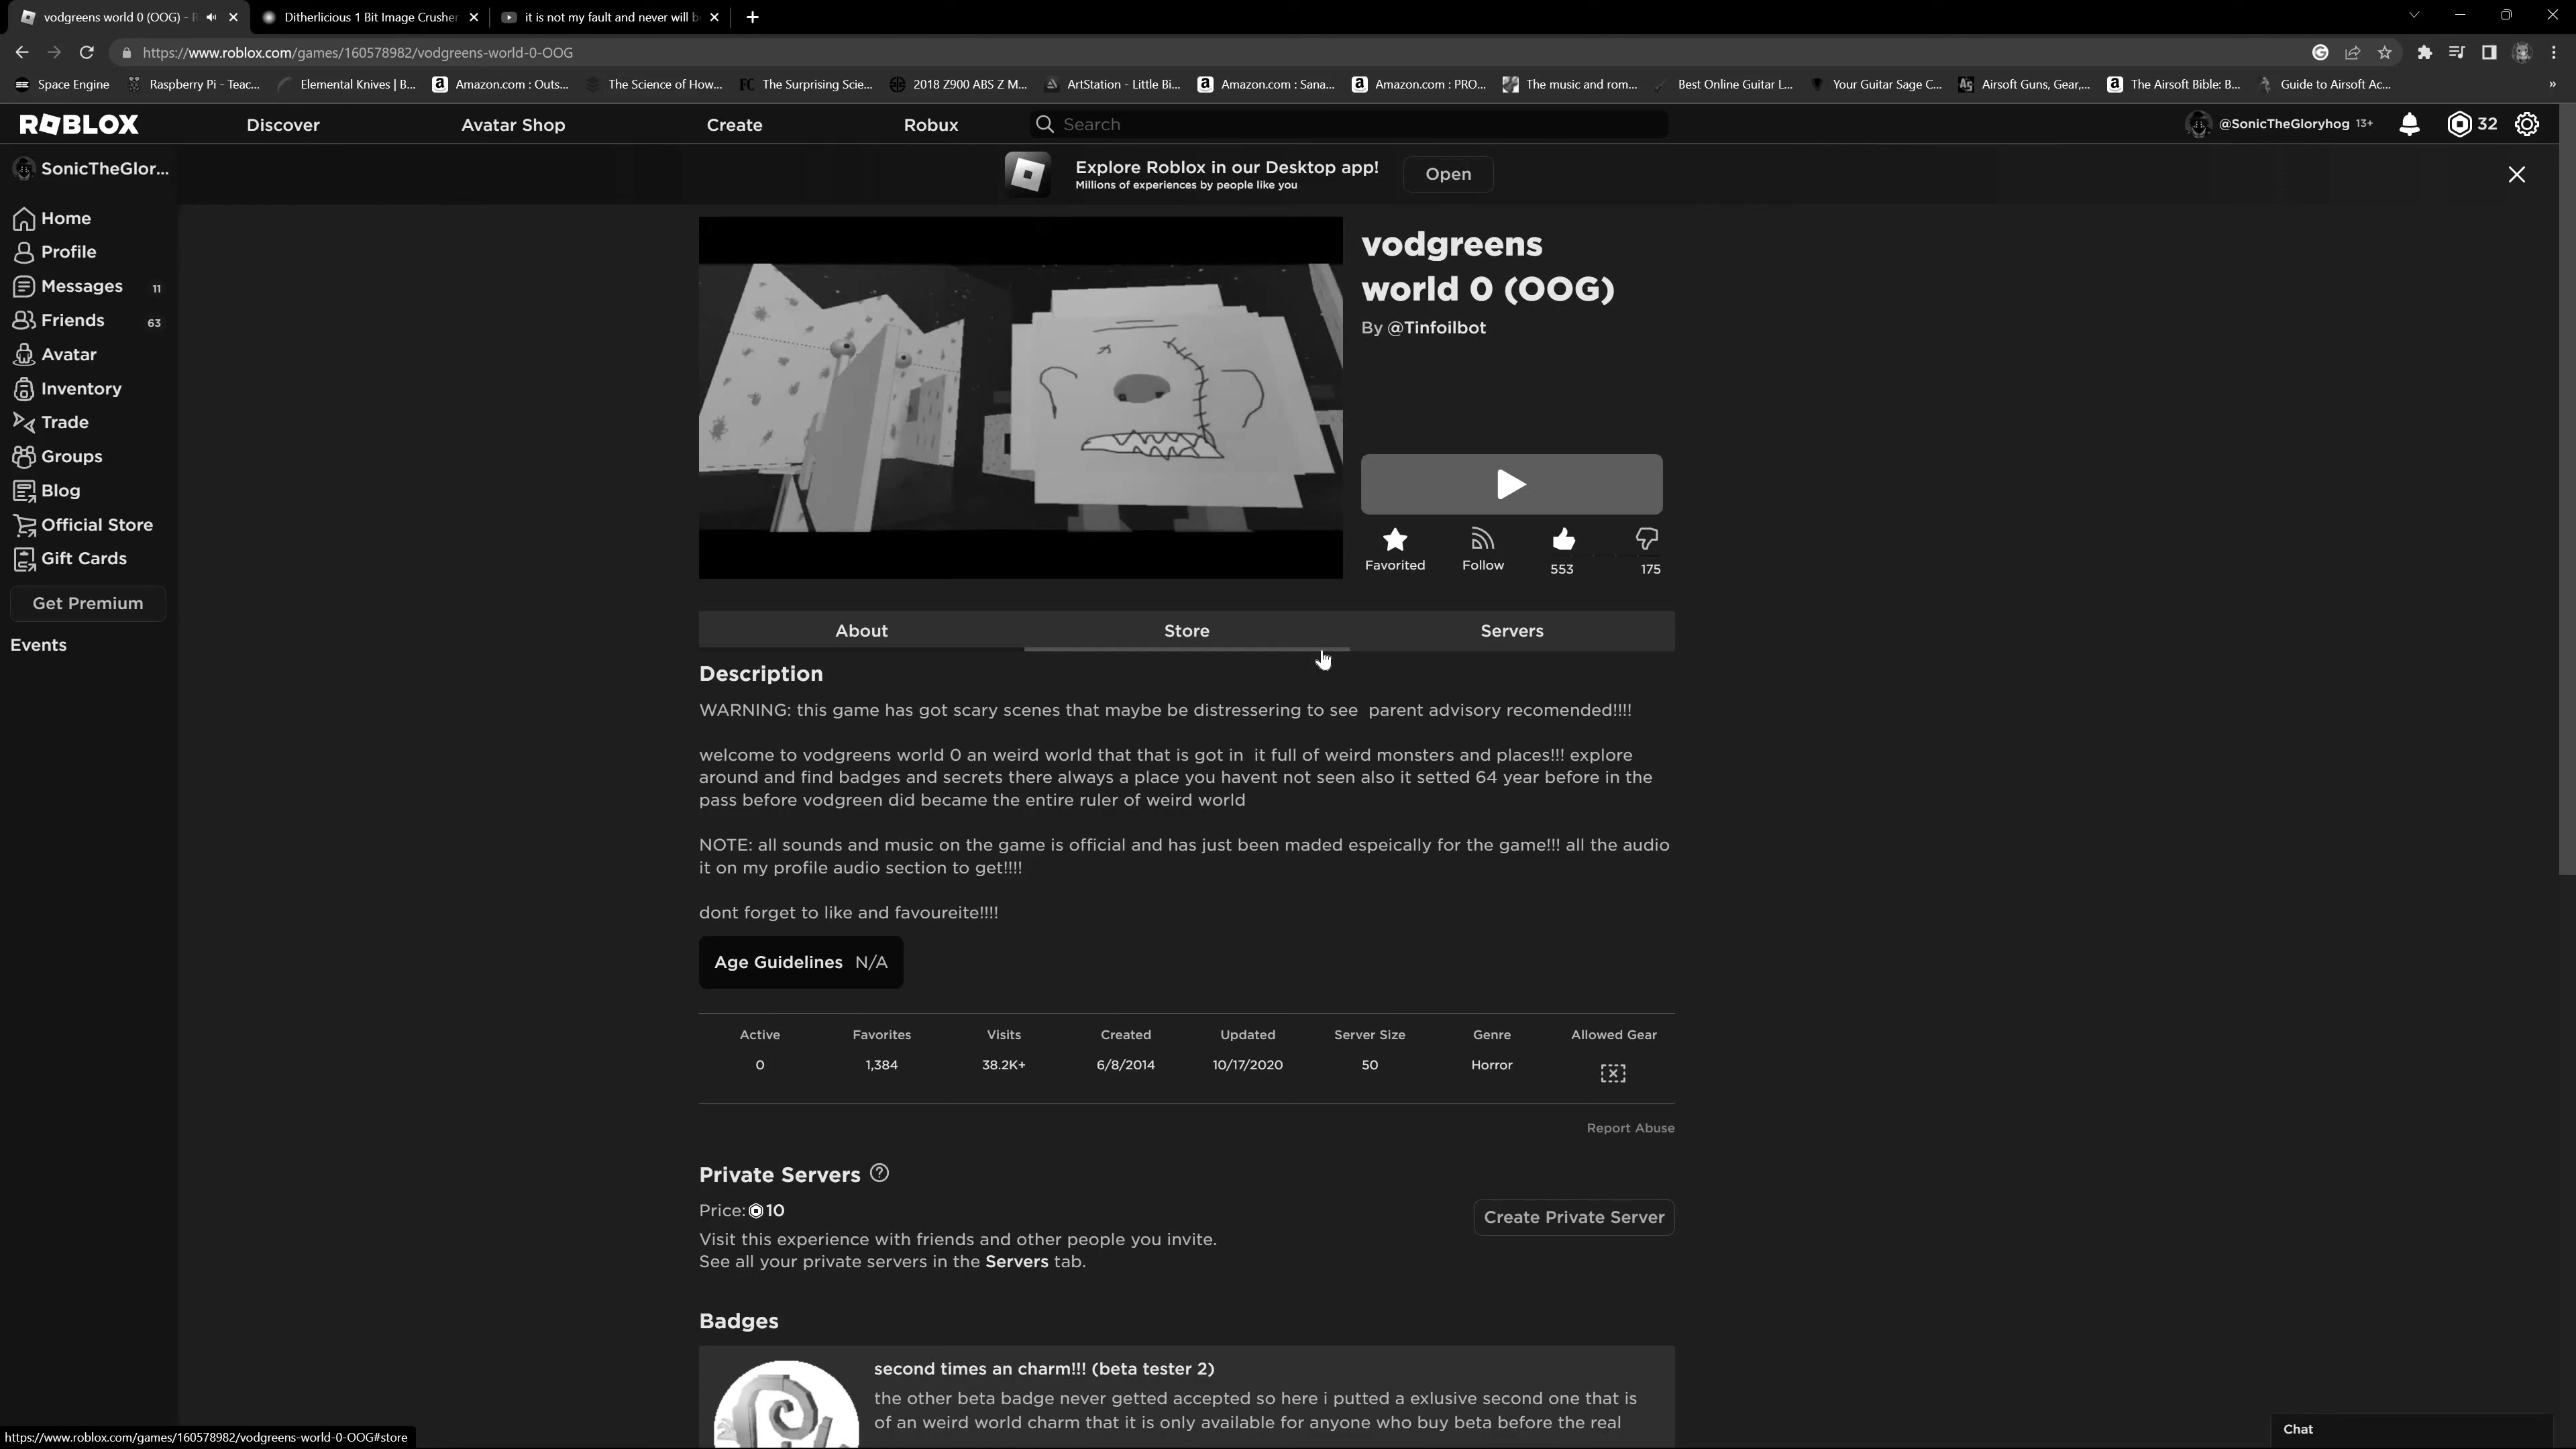 vodgreens world 0 (OOG) - R
Ditherlicious 1 Bit Image Crusher
it is not my fault and never will b
https://www.roblox.com/games/160578982/vodgreens-world-0-OOG
Space Engine
Raspberry Pi - Teac...
Elemental Knives | B...
Amazon.com : Outs...
The Science of How...
FC The Surprising Scie...
2018 Z900 ABS Z M...
ArtStation - Little Bi...
Amazon.com : Sana...
Amazon.com : PRO...
The music and rom...
Best Online Guitar L...
Your Guitar Sage C...
Airsoft Guns, Gear,...
The Airsoft Bible: B...
Guide to Airsoft Ac...
»
ROBLOX
Discover
Avatar Shop
Create
Robux
Search
@SonicTheGloryhog 13+
32
SonicTheGlor...
Explore Roblox in our Desktop app!
Millions of experiences by people like you
Open
Home
Profile
Messages 11
Friends 63
Avatar
Inventory
Trade
Groups
Blog
Official Store
Gift Cards
Get Premium
Events
vodgreens
world 0 (OOG)
By @Tinfoilbot
Favorited
Follow
553
175
About
Store
Servers
Description
WARNING: this game has got scary scenes that maybe be distressering to see  parent advisory recomended!!!!
welcome to vodgreens world 0 an weird world that that is got in  it full of weird monsters and places!!! explore
around and find badges and secrets there always a place you havent not seen also it setted 64 year before in the
pass before vodgreen did became the entire ruler of weird world
NOTE: all sounds and music on the game is official and has just been maded espeically for the game!!! all the audio
it on my profile audio section to get!!!!
dont forget to like and favoureite!!!!
Age Guidelines N/A
Active Favorites Visits Created Updated Server Size Genre Allowed Gear
0 1,384 38.2K+ 6/8/2014 10/17/2020 50 Horror
Report Abuse
Private Servers
Price: 10
Create Private Server
Visit this experience with friends and other people you invite.
See all your private servers in the Servers tab.
Badges
second times an charm!!! (beta tester 2)
the other beta badge never getted accepted so here i putted a exlusive second one that is
of an weird world charm that it is only available for anyone who buy beta before the real
https://www.roblox.com/games/160578982/vodgreens-world-0-OOG#store
Chat